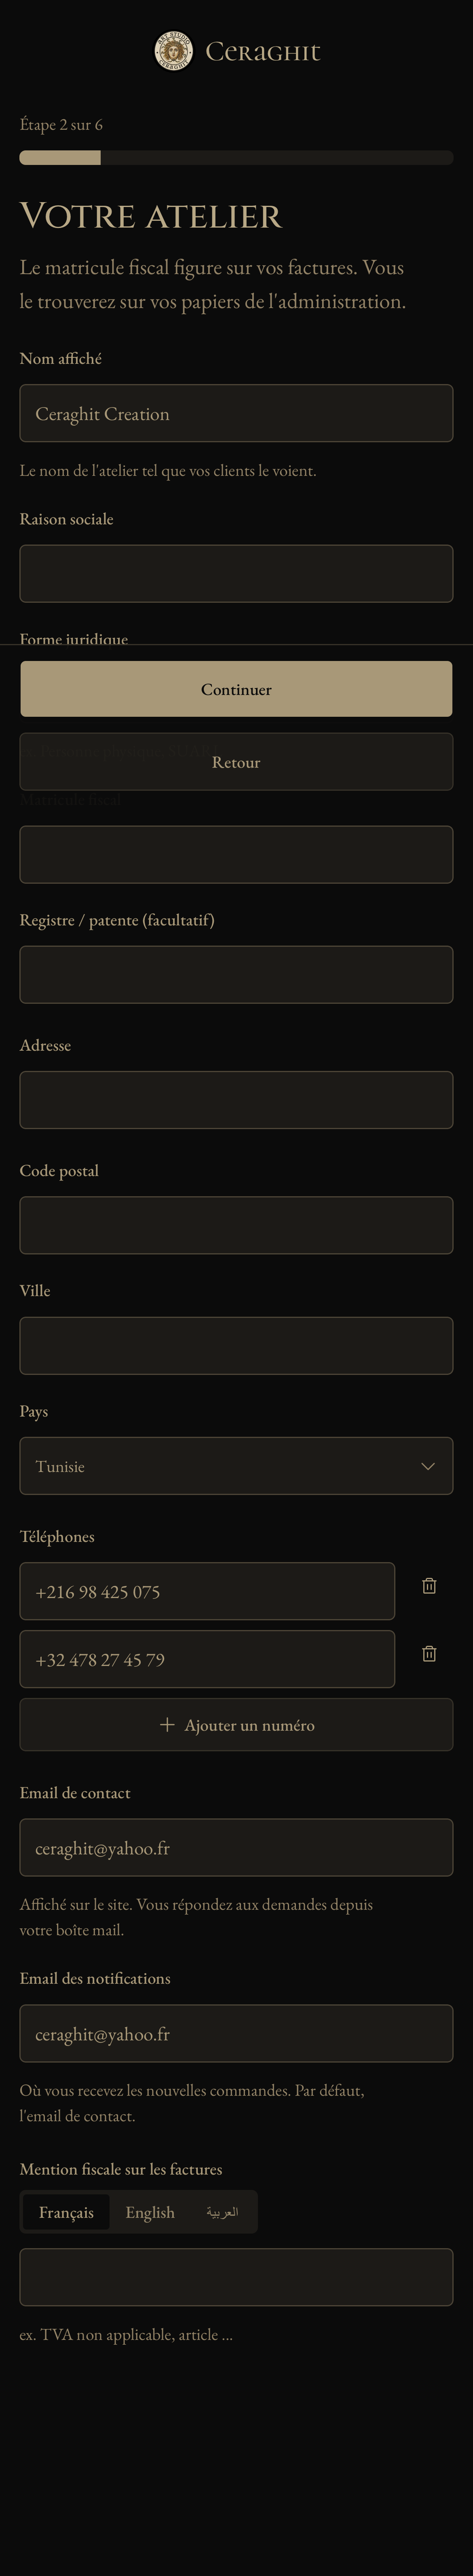 ART STUDIO
CERAGHIT
Ceraghit
Étape 2 sur 6
Votre atelier
Le matricule fiscal figure sur vos factures. Vous
le trouverez sur vos papiers de l'administration.
Nom affiché
Ceraghit Creation
Le nom de l'atelier tel que vos clients le voient.
Raison sociale
Forme juridique
Continuer
Retour
Matricule fiscal
Registre / patente (facultatif)
Adresse
Code postal
Ville
Pays
Tunisie
Téléphones
+216 98 425 075
+32 478 27 45 79
Ajouter un numéro
Email de contact
ceraghit@yahoo.fr
Affiché sur le site. Vous répondez aux demandes depuis
votre boîte mail.
Email des notifications
ceraghit@yahoo.fr
Où vous recevez les nouvelles commandes. Par défaut,
l'email de contact.
Mention fiscale sur les factures
Français English العربية
ex. TVA non applicable, article ...